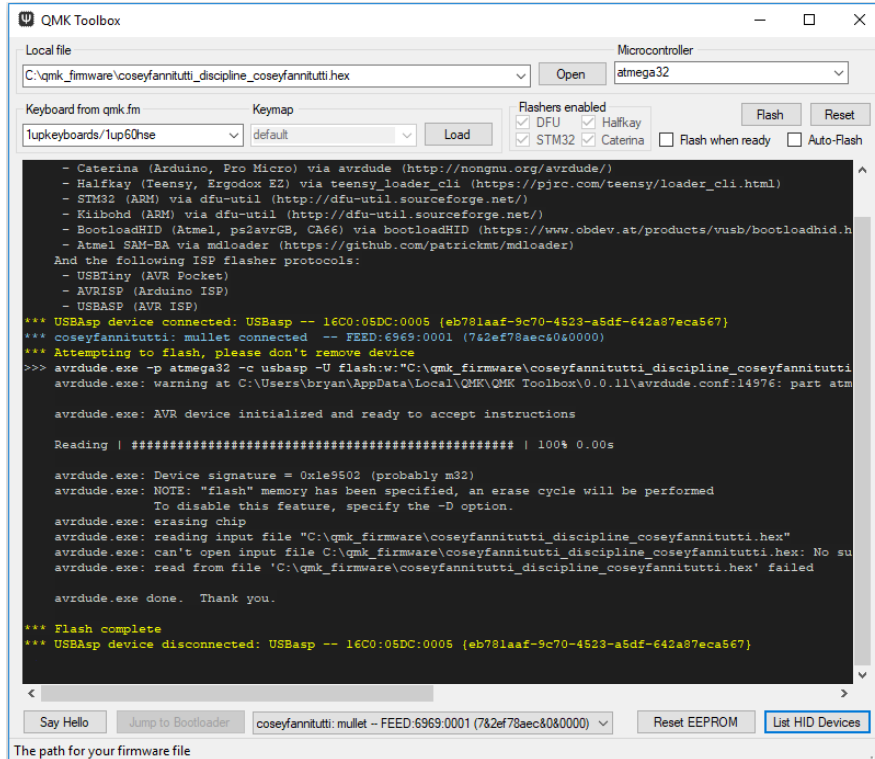 QMK Toolbox
Local file
Microcontroller
C:\qmk_firmware\coseyfannitutti_discipline_coseyfannitutti.hex
Open
atmega32
Keyboard from qmk.fm
Keymap
Flashers enabled
1upkeyboards/1up60hse
default
Load
DFU
Halfkay
STM32
Caterina
Flash
Reset
Flash when ready
Auto-Flash
- Caterina (Arduino, Pro Micro) via avrdude (http://nongnu.org/avrdude/)
- Halfkay (Teensy, Ergodox EZ) via teensy_loader_cli (https://pjrc.com/teensy/loader_cli.html)
- STM32 (ARM) via dfu-util (http://dfu-util.sourceforge.net/)
- Kiibohd (ARM) via dfu-util (http://dfu-util.sourceforge.net/)
- BootloadHID (Atmel, ps2avrGB, CA66) via bootloadHID (https://www.obdev.at/products/vusb/bootloadhid.h
- Atmel SAM-BA via mdloader (https://github.com/patrickmt/mdloader)
And the following ISP flasher protocols:
- USBTiny (AVR Pocket)
- AVRISP (Arduino ISP)
- USBASP (AVR ISP)
*** USBAsp device connected: USBasp -- 16C0:05DC:0005 {eb781aaf-9c70-4523-a5df-642a87eca567}
*** coseyfannitutti: mullet connected  -- FEED:6969:0001 (7&2ef78aec&0&0000)
*** Attempting to flash, please don't remove device
>>> avrdude.exe -p atmega32 -c usbasp -U flash:w:"C:\qmk_firmware\coseyfannitutti_discipline_coseyfannitutti
avrdude.exe: warning at C:\Users\bryan\AppData\Local\QMK\QMK Toolbox\0.0.11\avrdude.conf:14976: part atm
avrdude.exe: AVR device initialized and ready to accept instructions
Reading | ################################################## | 100% 0.00s
avrdude.exe: Device signature = 0x1e9502 (probably m32)
avrdude.exe: NOTE: "flash" memory has been specified, an erase cycle will be performed
To disable this feature, specify the -D option.
avrdude.exe: erasing chip
avrdude.exe: reading input file "C:\qmk_firmware\coseyfannitutti_discipline_coseyfannitutti.hex"
avrdude.exe: can't open input file C:\qmk_firmware\coseyfannitutti_discipline_coseyfannitutti.hex: No su
avrdude.exe: read from file 'C:\qmk_firmware\coseyfannitutti_discipline_coseyfannitutti.hex' failed
avrdude.exe done.  Thank you.
*** Flash complete
*** USBAsp device disconnected: USBasp -- 16C0:05DC:0005 {eb781aaf-9c70-4523-a5df-642a87eca567}
Say Hello
Jump to Bootloader
coseyfannitutti: mullet -- FEED:6969:0001 (7&2ef78aec&0&0000)
Reset EEPROM
List HID Devices
The path for your firmware file